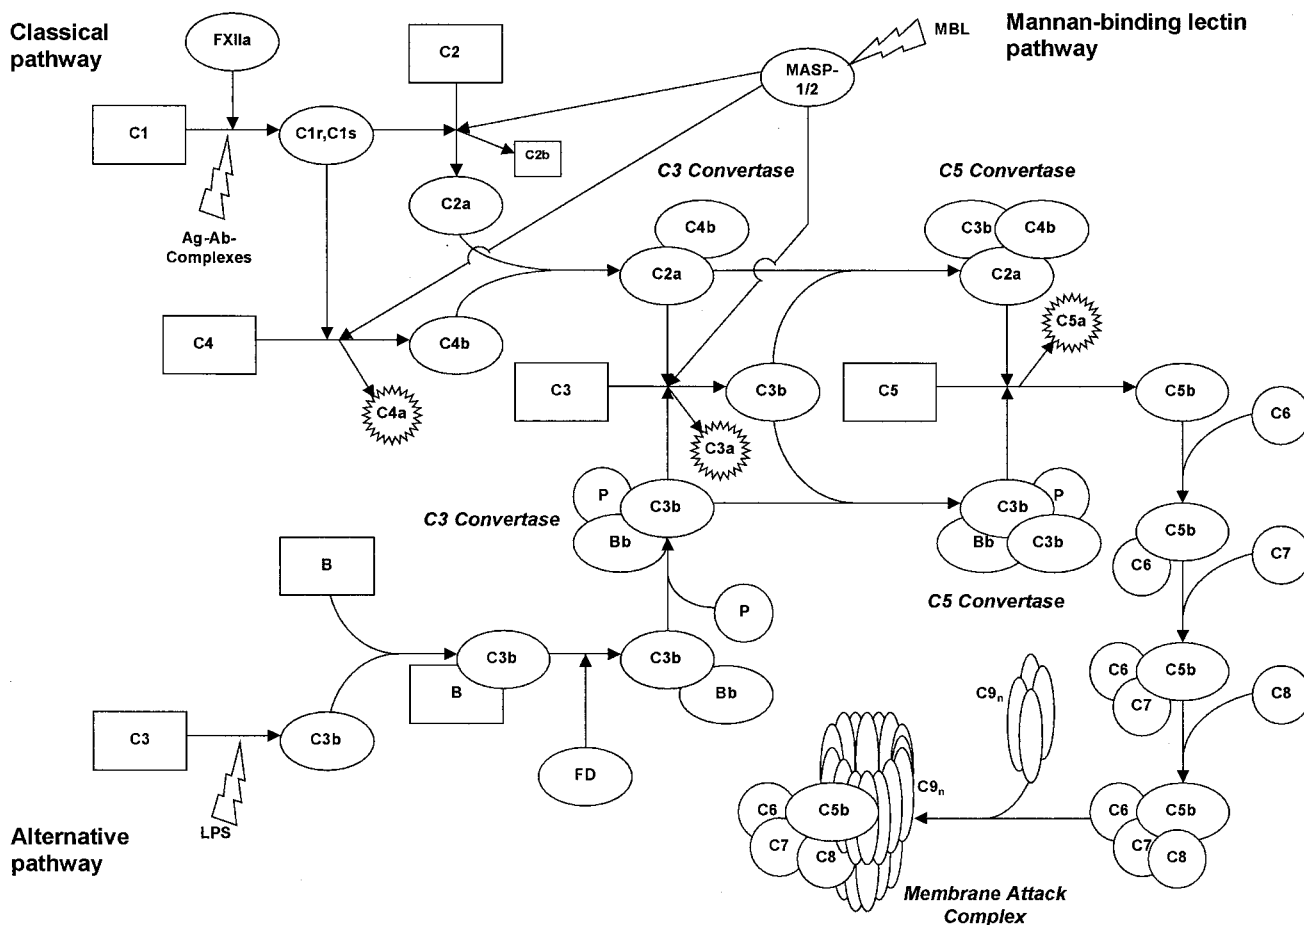 Classical
pathway
FXIIa
C2
MBL
Mannan-binding lectin
pathway
MASP-
1/2
C1
C1r,C1s
C2b
C3 Convertase
C5 Convertase
C2a
C4b
C3b
C4b
Ag-Ab-
Complexes
C2a
C2a
C5a
C4
C4b
C3
C3b
C5
C5b
C6
C4a
C3a
P
C3b
C3b
P
C3 Convertase
Bb
Bb
C3b
C5b
C6
C7
B
C5 Convertase
P
C3b
C3b
B
Bb
C6
C5b
C7
C8
C9n
C3
C3b
FD
LPS
C9n
C6
C5b
C7
C8
C6
C5b
C7
C8
Alternative
pathway
Membrane Attack
Complex